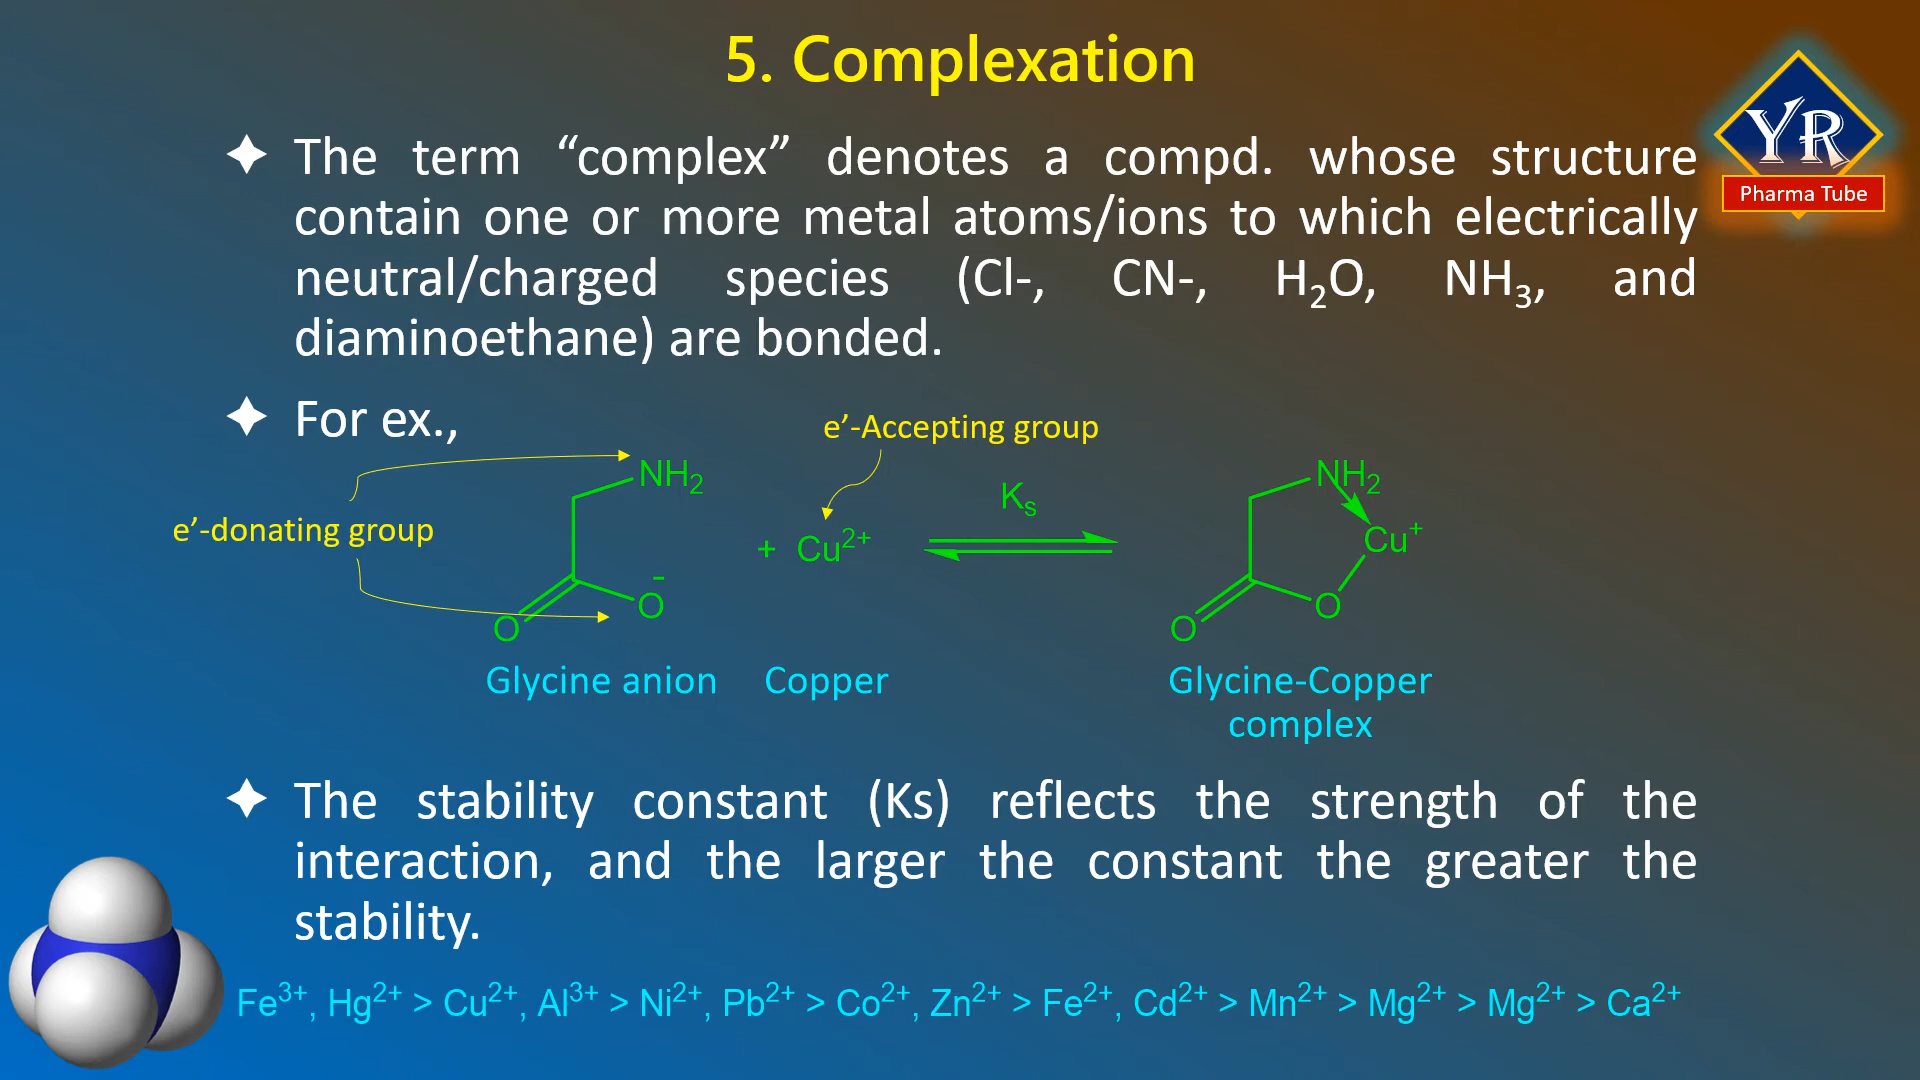 5. Complexation
YR
Pharma Tube
The term “complex” denotes a compd. whose structure
contain one or more metal atoms/ions to which electrically
neutral/charged species (Cl-, CN-, H₂O, NH₃, and
diaminoethane) are bonded.
For ex.,
e’-Accepting group
e’-donating group
NH₂
O⁻
O
+ Cu²⁺
Kₛ
NH₂
Cu⁺
O
O
Glycine anion
Copper
Glycine-Copper
complex
The stability constant (Ks) reflects the strength of the
interaction, and the larger the constant the greater the
stability.
Fe³⁺, Hg²⁺ > Cu²⁺, Al³⁺ > Ni²⁺, Pb²⁺ > Co²⁺, Zn²⁺ > Fe²⁺, Cd²⁺ > Mn²⁺ > Mg²⁺ > Mg²⁺ > Ca²⁺